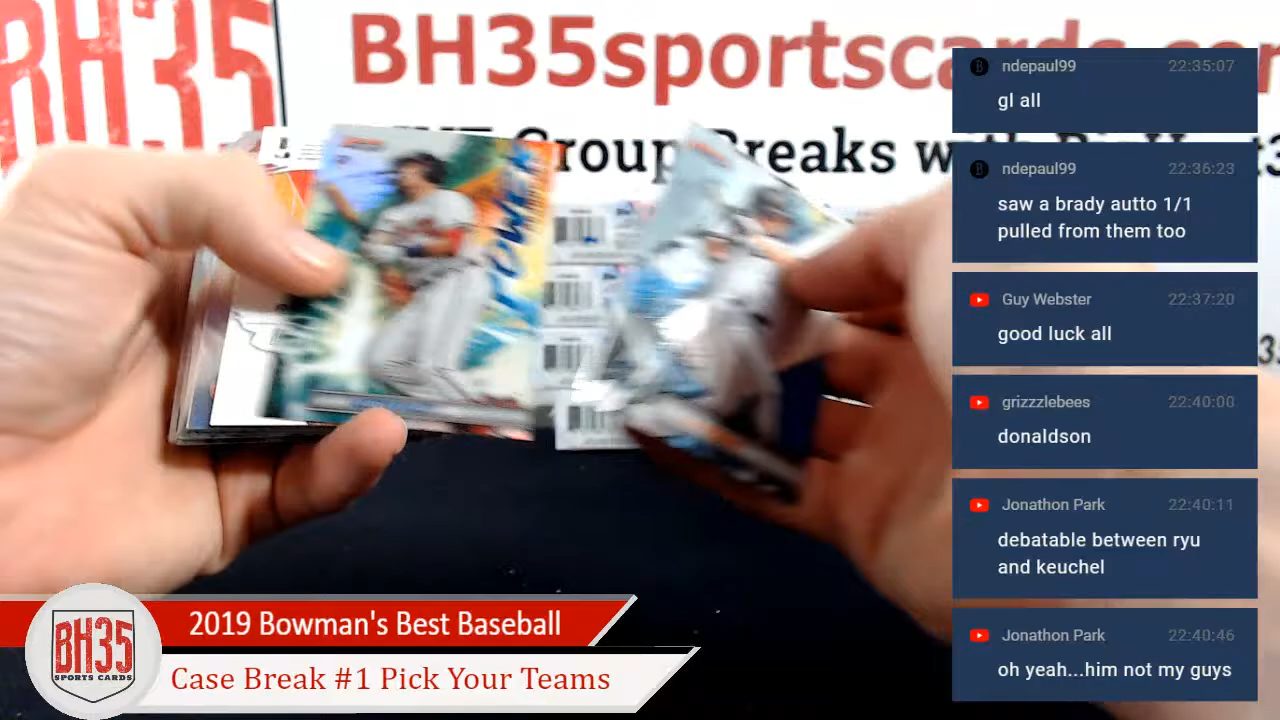 BH35
BH35sportscards.com
Group Breaks with
ndepaul99 22:35:07
gl all
ndepaul99 22:36:23
saw a brady autto 1/1
pulled from them too
Guy Webster 22:37:20
good luck all
grizzzlebees 22:40:00
donaldson
Jonathon Park 22:40:11
debatable between ryu
and keuchel
Jonathon Park 22:40:46
oh yeah...him not my guys
POWER
BH35
SPORTS CARDS
2019 Bowman's Best Baseball
Case Break #1 Pick Your Teams